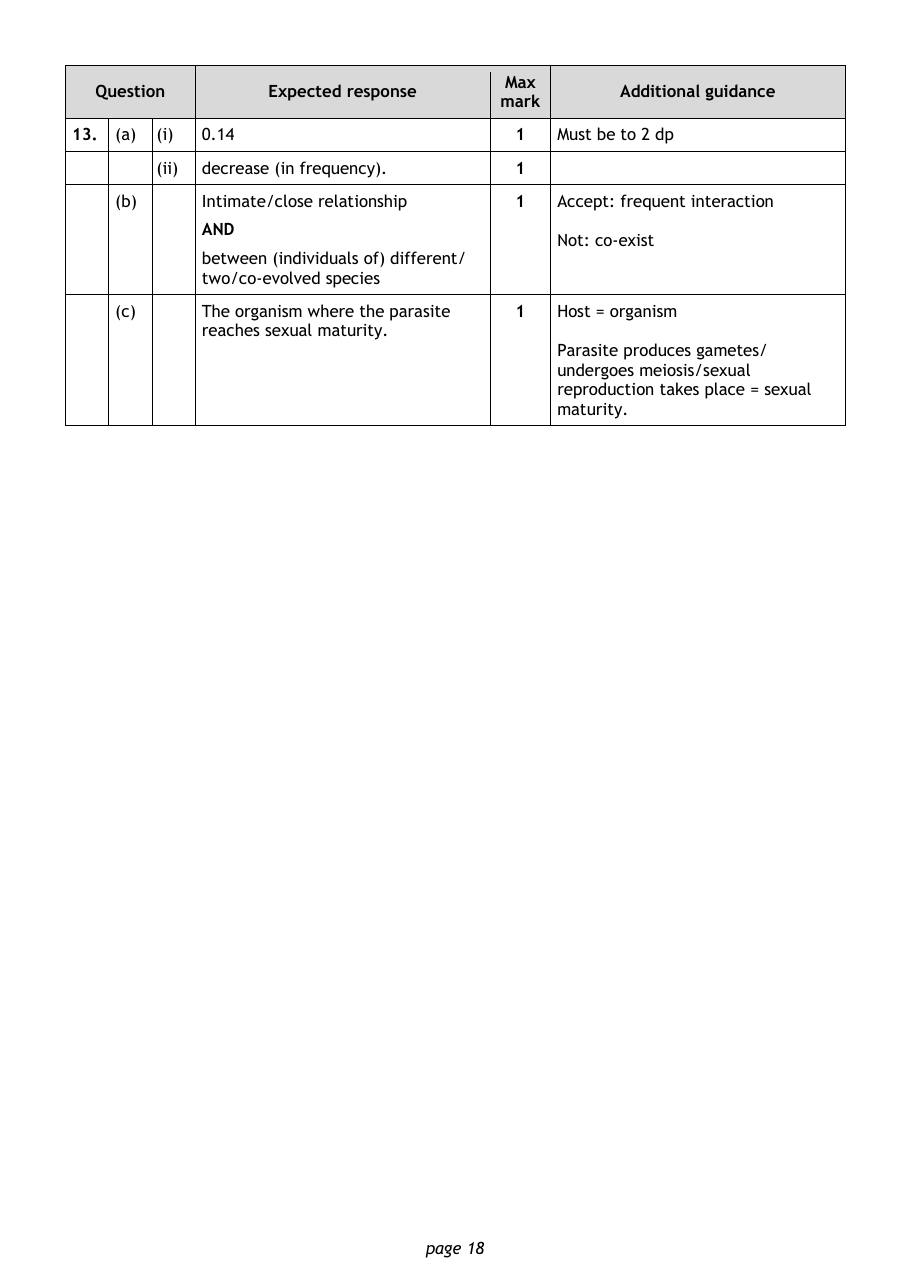 Question Expected response Max mark Additional guidance
13. (a) (i) 0.14 1 Must be to 2 dp
(ii) decrease (in frequency). 1
(b) Intimate/close relationship 1 Accept: frequent interaction
AND
Not: co-exist
between (individuals of) different/
two/co-evolved species
(c) The organism where the parasite 1 Host = organism
reaches sexual maturity.
Parasite produces gametes/
undergoes meiosis/sexual
reproduction takes place = sexual
maturity.
page 18